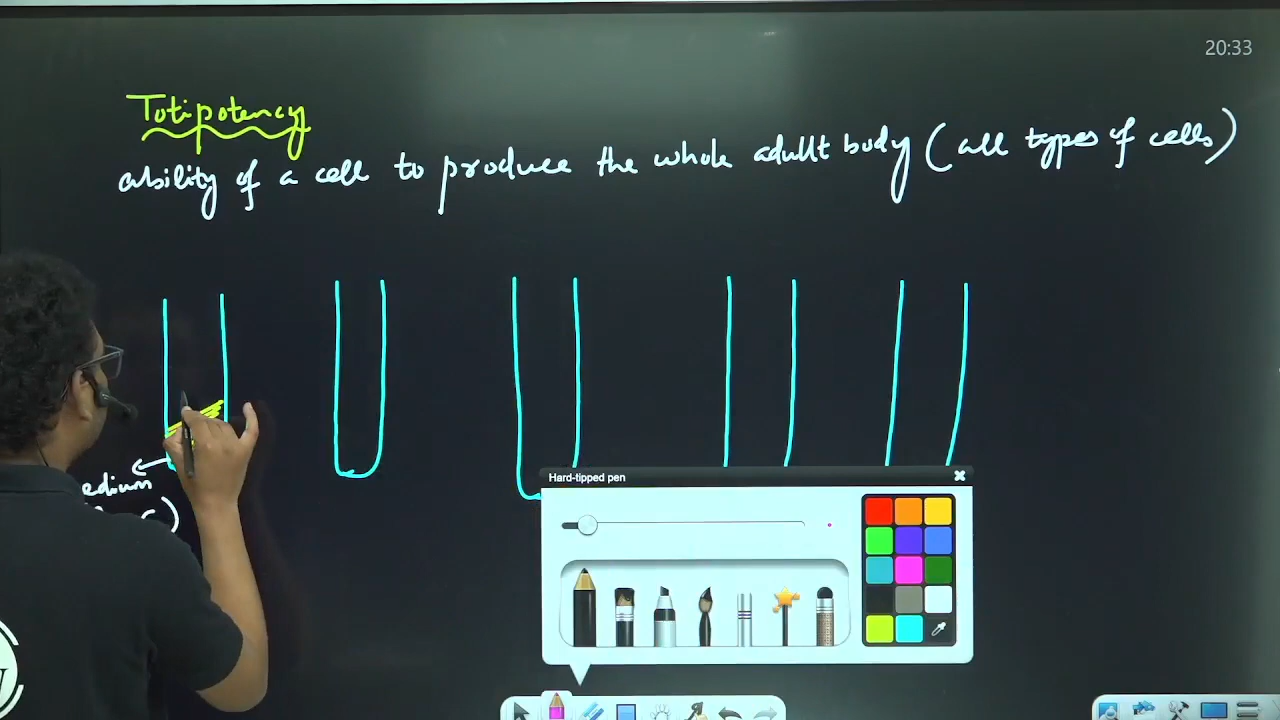 20:33
Totipotency
ability of a cell to produce the whole adult body (all types of cells)
edium
Hard-tipped pen